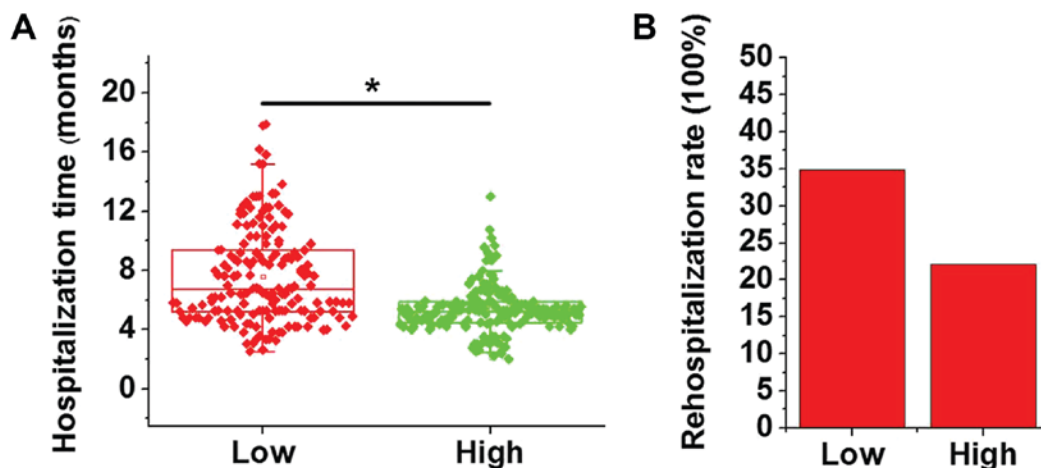 A
Hospitalization time (months)
20
16
12
8
4
0
*
Low
High
B
Rehospitalization rate (100%)
50
45
40
35
30
25
20
15
10
5
0
Low
High